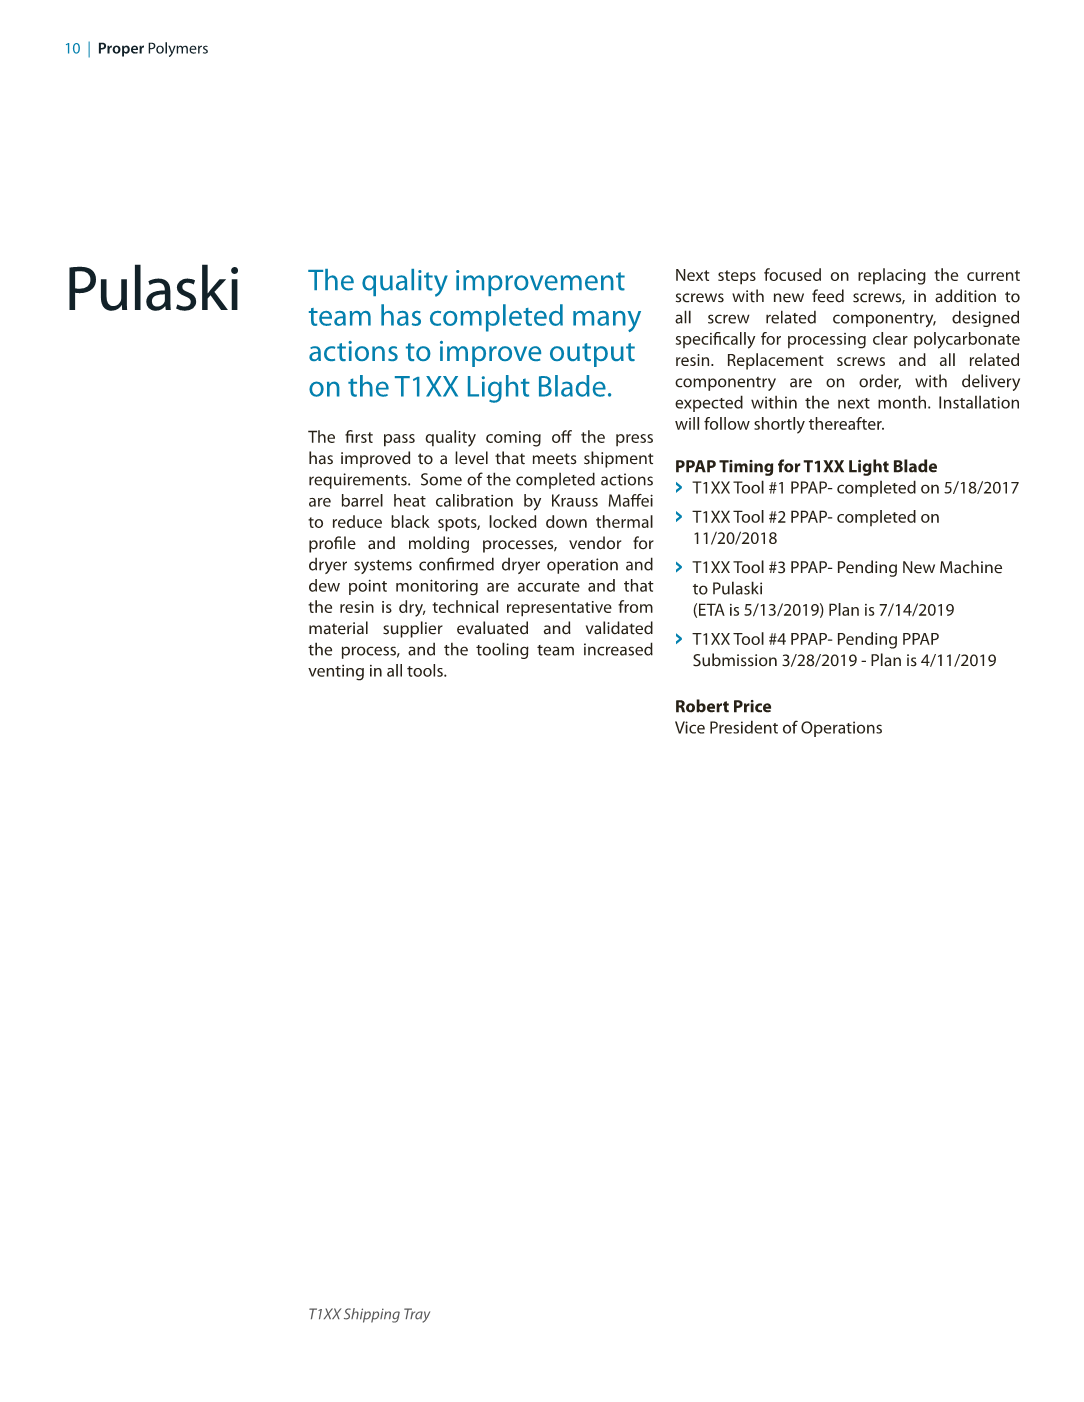 10 | Proper Polymers
Pulaski
The quality improvement
team has completed many
actions to improve output
on the T1XX Light Blade.
The first pass quality coming off the press
has improved to a level that meets shipment
requirements. Some of the completed actions
are barrel heat calibration by Krauss Maffei
to reduce black spots, locked down thermal
profile and molding processes, vendor for
dryer systems confirmed dryer operation and
dew point monitoring are accurate and that
the resin is dry, technical representative from
material supplier evaluated and validated
the process, and the tooling team increased
venting in all tools.
Next steps focused on replacing the current
screws with new feed screws, in addition to
all screw related componentry, designed
specifically for processing clear polycarbonate
resin. Replacement screws and all related
componentry are on order, with delivery
expected within the next month. Installation
will follow shortly thereafter.
PPAP Timing for T1XX Light Blade
› T1XX Tool #1 PPAP- completed on 5/18/2017
› T1XX Tool #2 PPAP- completed on
11/20/2018
› T1XX Tool #3 PPAP- Pending New Machine
to Pulaski
(ETA is 5/13/2019) Plan is 7/14/2019
› T1XX Tool #4 PPAP- Pending PPAP
Submission 3/28/2019 - Plan is 4/11/2019
Robert Price
Vice President of Operations
T1XX Shipping Tray